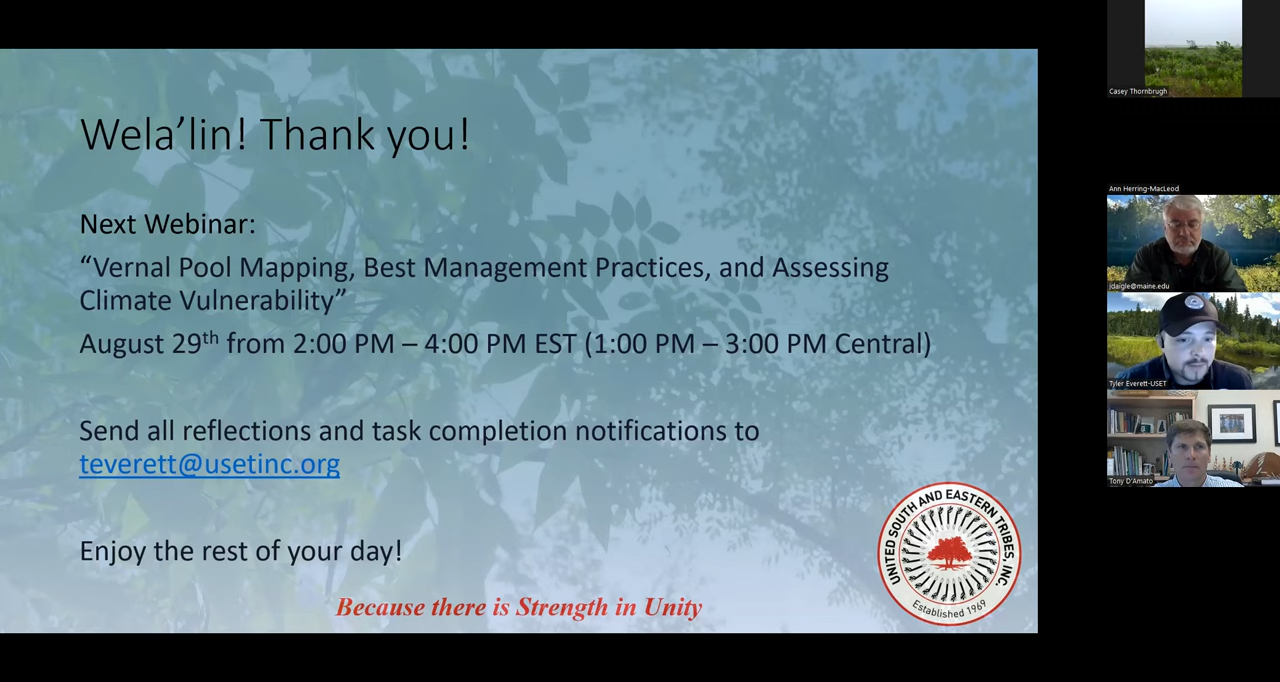 Wela’lin! Thank you!
Next Webinar:
“Vernal Pool Mapping, Best Management Practices, and Assessing
Climate Vulnerability”
August 29th from 2:00 PM – 4:00 PM EST (1:00 PM – 3:00 PM Central)
Send all reflections and task completion notifications to
teverett@usetinc.org
Enjoy the rest of your day!
Because there is Strength in Unity
UNITED SOUTH AND EASTERN TRIBES, INC.
Established 1969
Casey Thornbrugh
Ann Herring-MacLeod
jdaigle@maine.edu
Tyler Everett-USET
Tony D'Amato